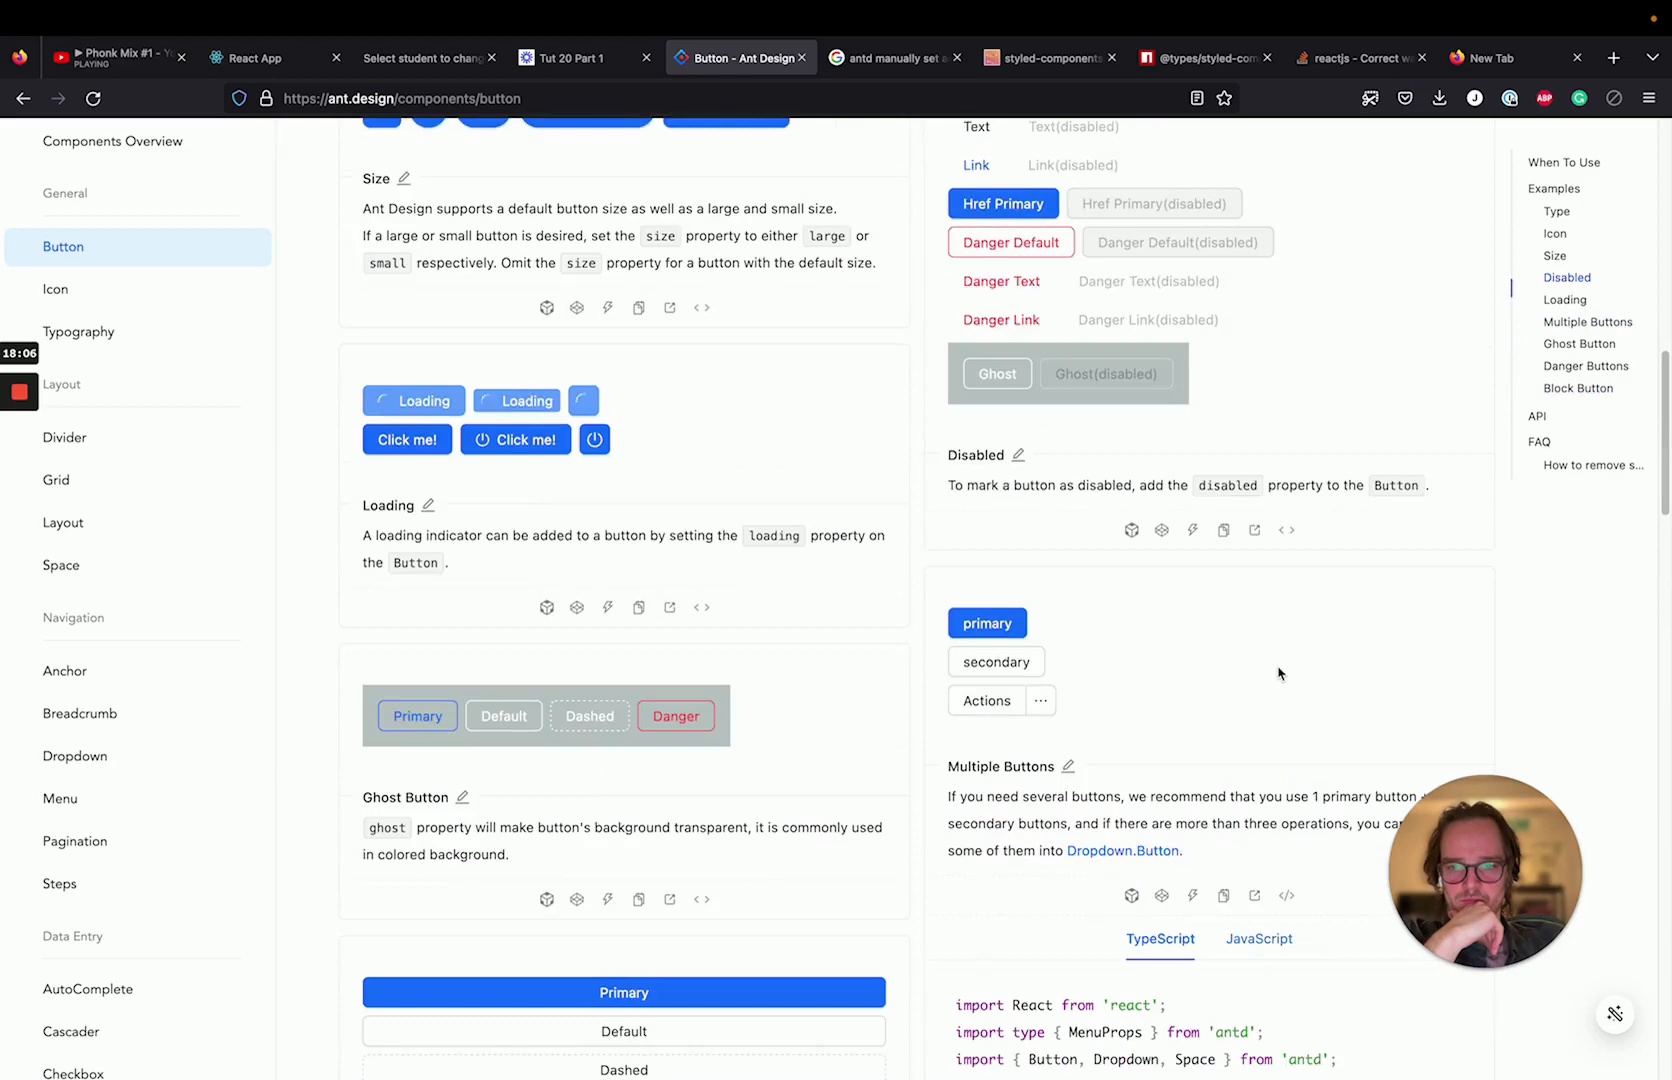 ▶ Phonk Mix #1 - Y
PLAYING
React App
Select student to chang
Tut 20 Part 1
Button - Ant Design
antd manually set a
styled-components
@types/styled-com
reactjs - Correct w
New Tab
https://ant.design/components/button
ABP
18:06
Components Overview
General
Button
Icon
Typography
Layout
Divider
Grid
Layout
Space
Navigation
Anchor
Breadcrumb
Dropdown
Menu
Pagination
Steps
Data Entry
AutoComplete
Cascader
Checkbox
Size
Ant Design supports a default button size as well as a large and small size.
If a large or small button is desired, set the size property to either large or
small respectively. Omit the size property for a button with the default size.
Loading Loading
Click me! Click me!
Loading
A loading indicator can be added to a button by setting the loading property on
the Button .
Primary Default Dashed Danger
Ghost Button
ghost property will make button's background transparent, it is commonly used
in colored background.
Primary
Default
Dashed
Text Text(disabled)
Link Link(disabled)
Href Primary Href Primary(disabled)
Danger Default Danger Default(disabled)
Danger Text Danger Text(disabled)
Danger Link Danger Link(disabled)
Ghost Ghost(disabled)
Disabled
To mark a button as disabled, add the disabled property to the Button .
primary
secondary
Actions ···
Multiple Buttons
If you need several buttons, we recommend that you use 1 primary button
secondary buttons, and if there are more than three operations, you
some of them into Dropdown.Button.
TypeScript JavaScript
import React from 'react';
import type { MenuProps } from 'antd';
import { Button, Dropdown, Space } from 'antd';
When To Use
Examples
Type
Icon
Size
Disabled
Loading
Multiple Buttons
Ghost Button
Danger Buttons
Block Button
API
FAQ
How to remove s...